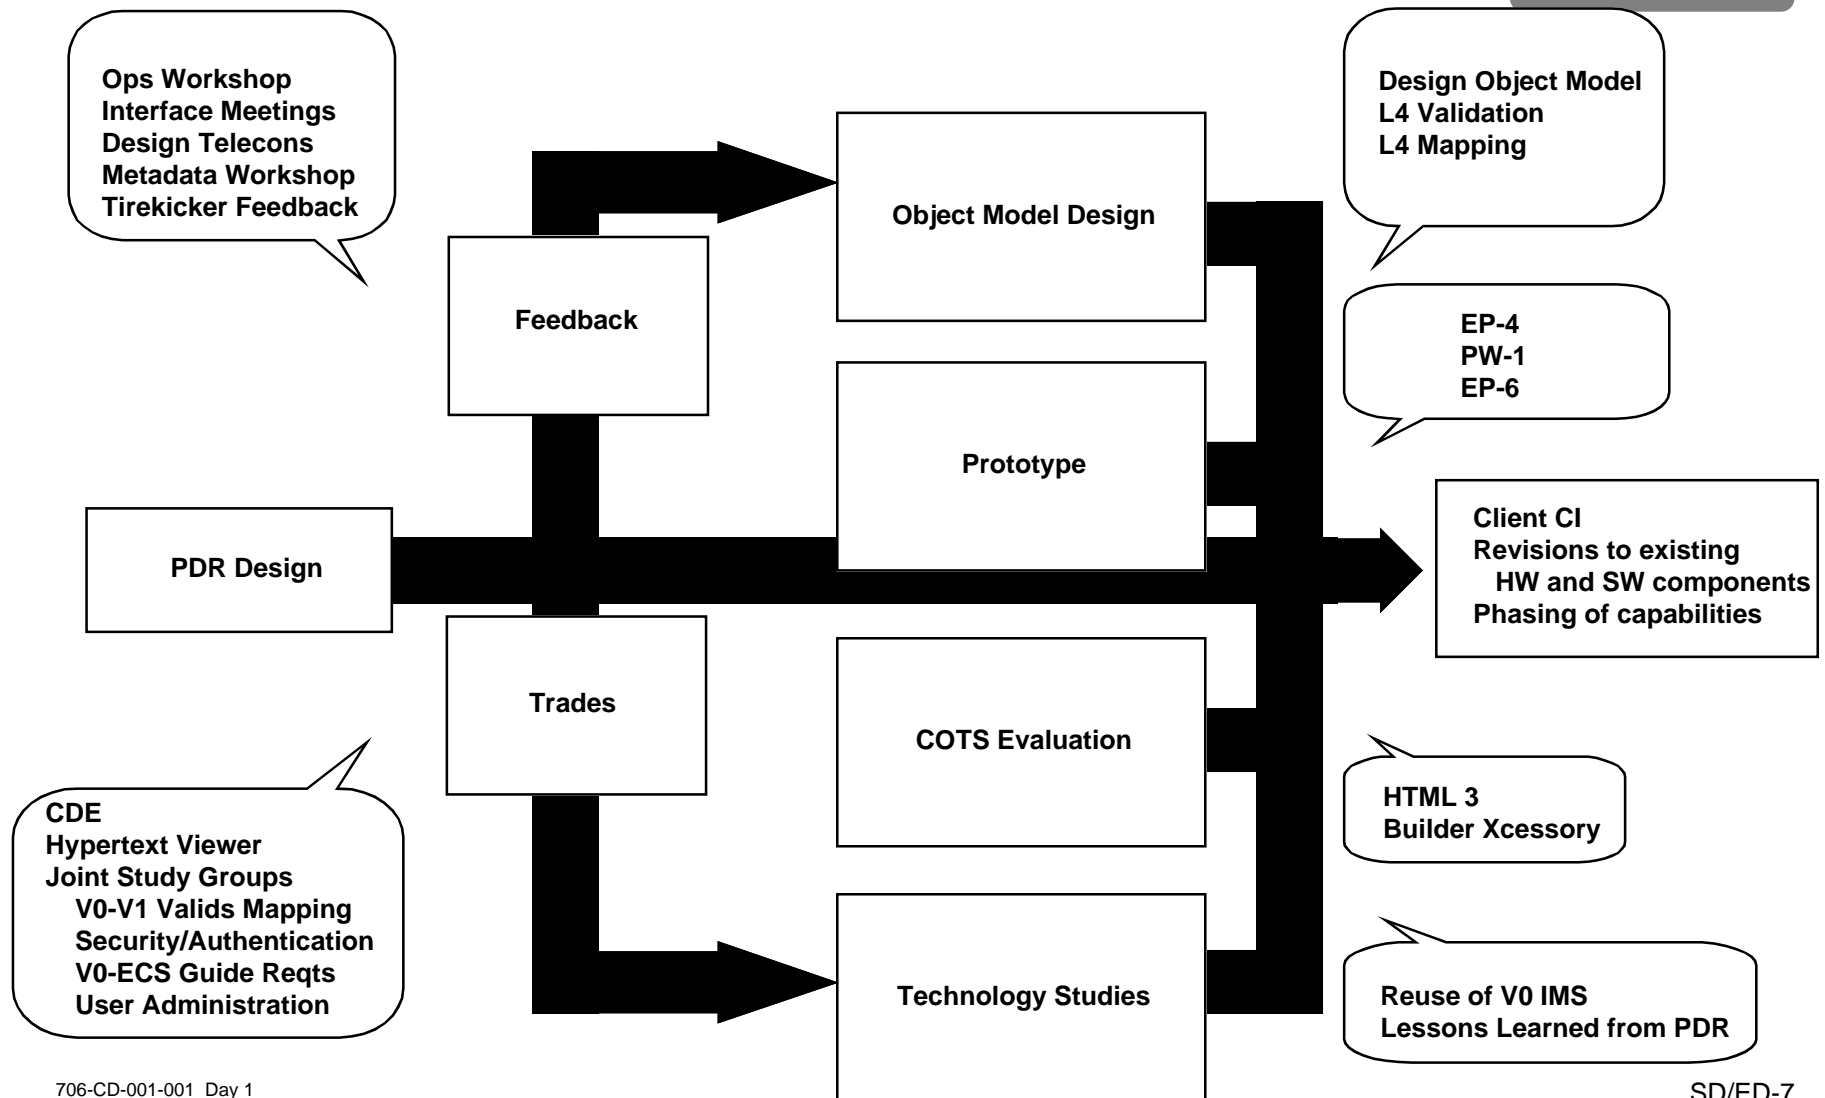 Ops Workshop
Interface Meetings
Design Telecons
Metadata Workshop
Tirekicker Feedback
Design Object Model
L4 Validation
L4 Mapping
Object Model Design
Feedback
EP-4
PW-1
EP-6
Prototype
PDR Design
Client CI
Revisions to existing
HW and SW components
Phasing of capabilities
Trades
COTS Evaluation
CDE
Hypertext Viewer
Joint Study Groups
V0-V1 Valids Mapping
Security/Authentication
V0-ECS Guide Reqts
User Administration
HTML 3
Builder Xcessory
Technology Studies
Reuse of V0 IMS
Lessons Learned from PDR
706-CD-001-001 Day 1
SD/ED-7